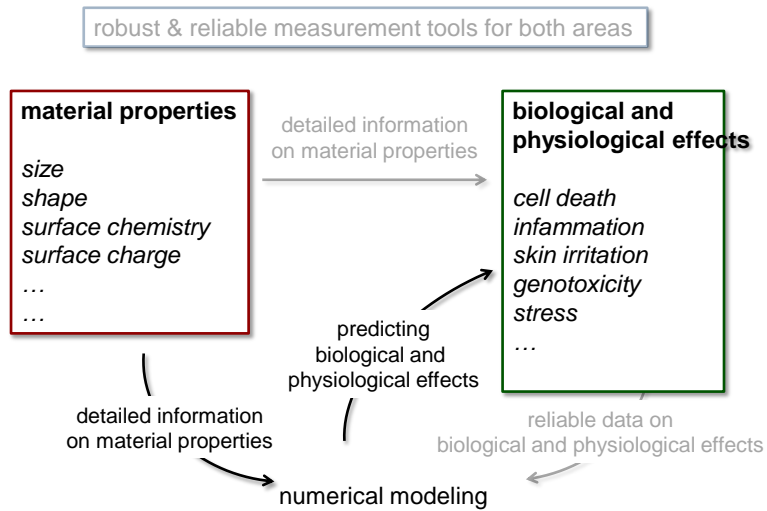 robust & reliable measurement tools for both areas
material properties
size
shape
surface chemistry
surface charge
…
…
detailed information
on material properties
biological and
physiological effects
cell death
infammation
skin irritation
genotoxicity
stress
…
predicting
biological and
physiological effects
detailed information
on material properties
reliable data on
biological and physiological effects
numerical modeling